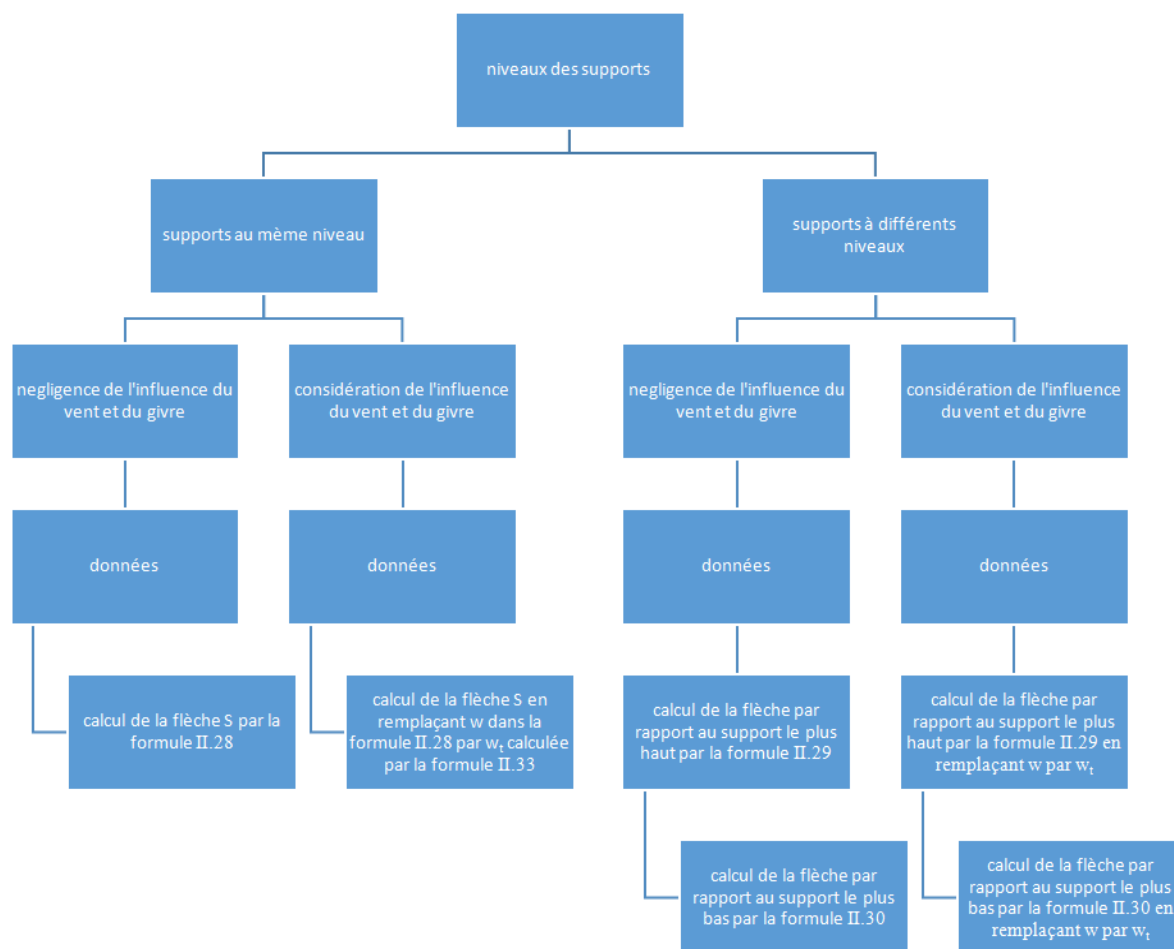 niveaux des supports
supports au mème niveau
supports à différents
niveaux
negligence de l'influence du
vent et du givre
considération de l'influence
du vent et du givre
negligence de l'influence du
vent et du givre
considération de l'influence
du vent et du givre
données
données
données
données
calcul de la flèche S par la
formule II.28
calcul de la flèche S en
remplaçant w dans la
formule II.28 par wₜ calculée
par la formule II.33
calcul de la flèche par
rapport au support le plus
haut par la formule II.29
calcul de la flèche par
rapport au support le plus
haut par la formule II.29 en
remplaçant w par wₜ
calcul de la flèche par
rapport au support le plus
bas par la formule II.30
calcul de la flèche par
rapport au support le plus
bas par la formule II.30 en
remplaçant w par wₜ